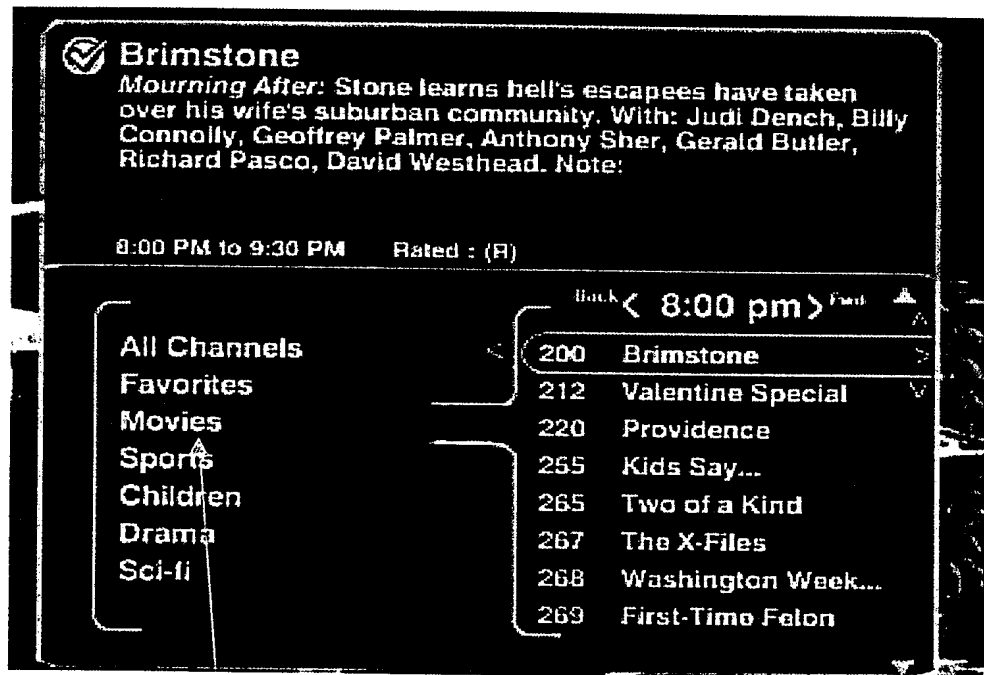 Brimstone
Mourning After: Stone learns hell's escapees have taken
over his wife's suburban community. With: Judi Dench, Billy
Connolly, Geoffrey Palmer, Anthony Sher, Gerald Butler,
Richard Pasco, David Westhead. Note:
8:00 PM to 9:30 PM Rated : (R)
Back < 8:00 pm > Fwd
All Channels
Favorites
Movies
Sports
Children
Drama
Sci-fi
200 Brimstone
212 Valentine Special
220 Providence
255 Kids Say...
265 Two of a Kind
267 The X-Files
268 Washington Week...
269 First-Time Felon